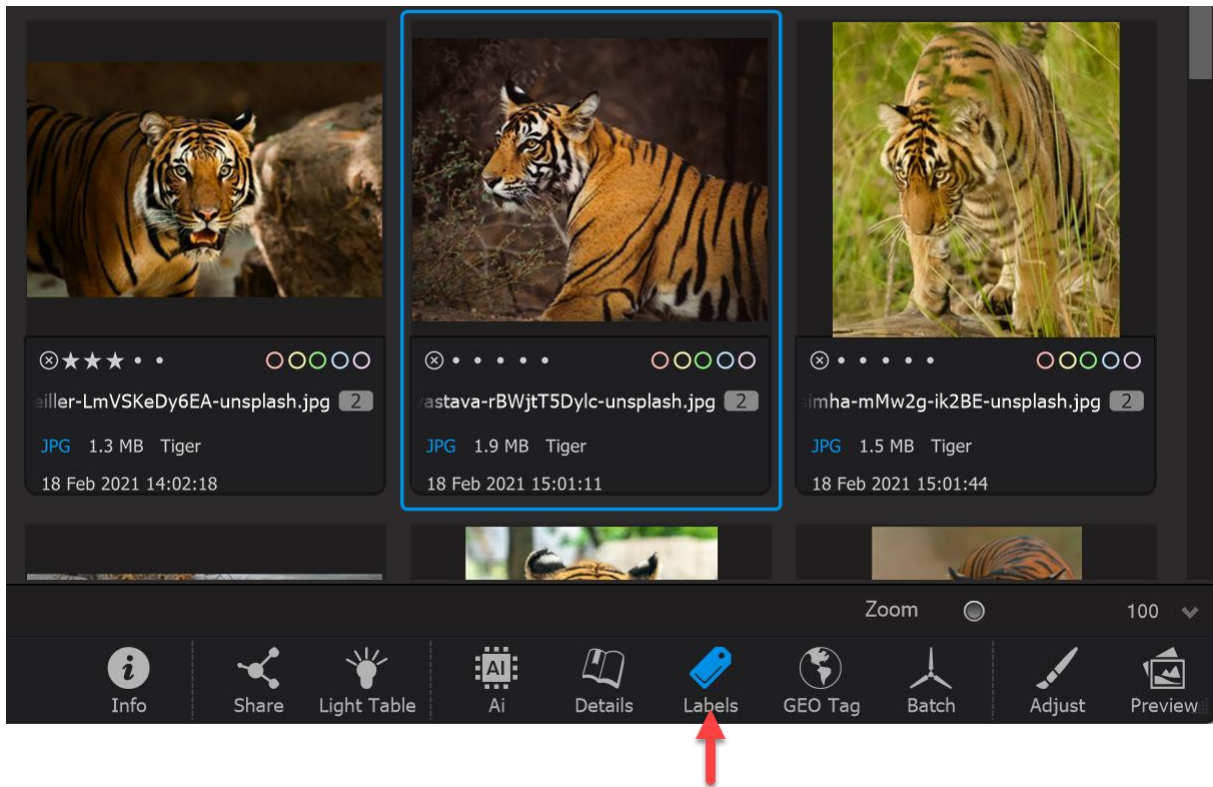 eiller-LmVSKeDy6EA-unsplash.jpg 2
JPG 1.3 MB Tiger
18 Feb 2021 14:02:18
astava-rBWjtT5Dylc-unsplash.jpg 2
JPG 1.9 MB Tiger
18 Feb 2021 15:01:11
simha-mMw2g-ik2BE-unsplash.jpg 2
JPG 1.5 MB Tiger
18 Feb 2021 15:01:44
Zoom 100
Info Share Light Table Ai Details Labels GEO Tag Batch Adjust Preview
AI